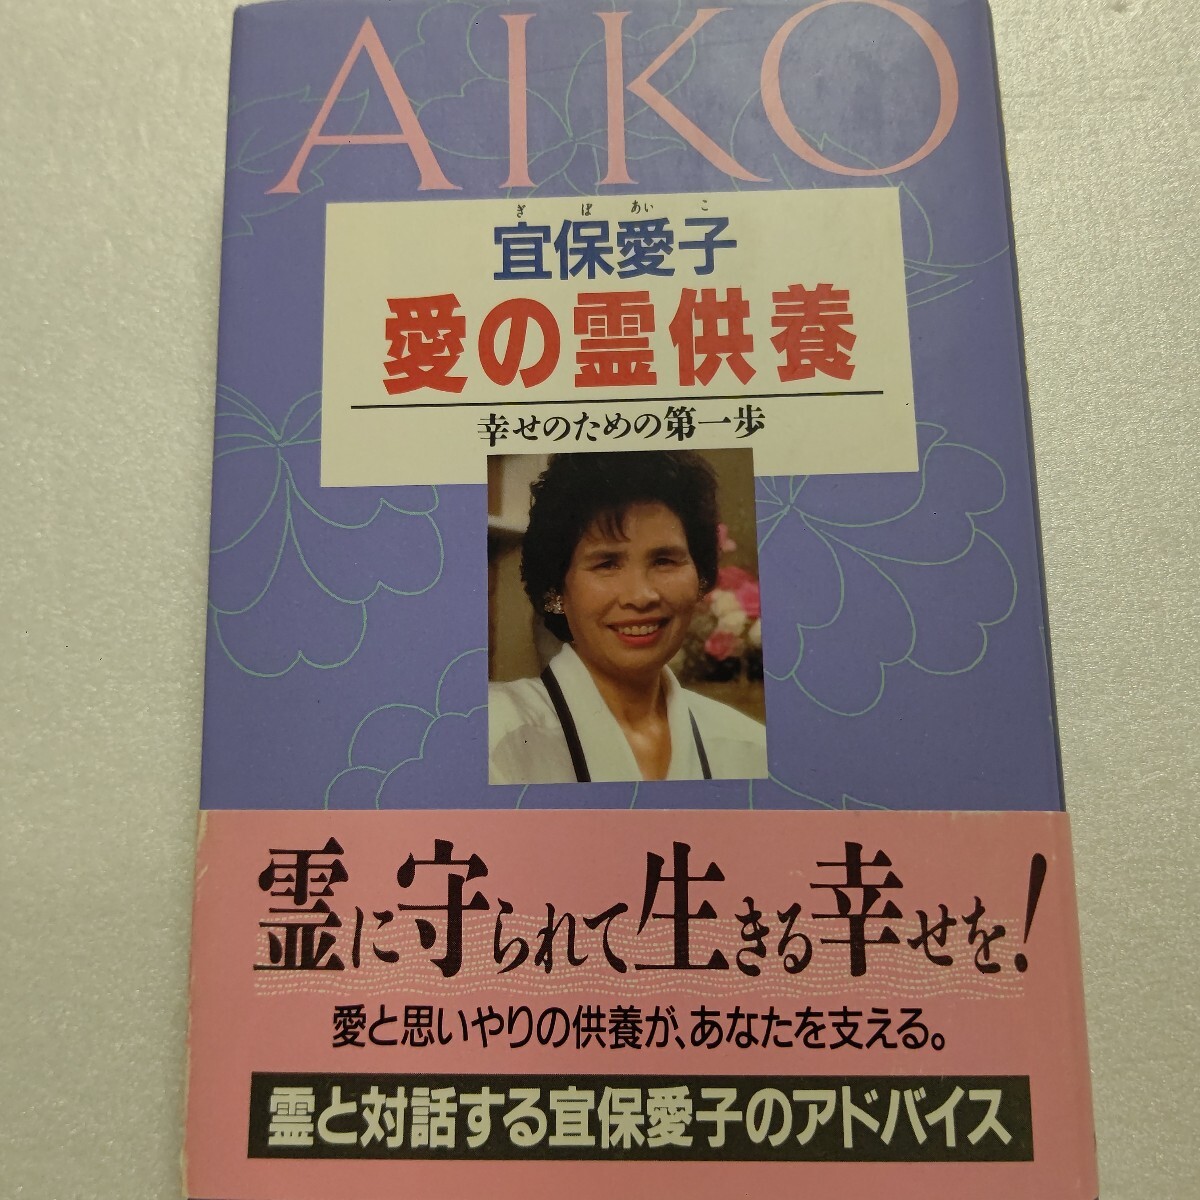 AIKO
ぎぼあいこ
宜保愛子
愛の霊供養
幸せのための第一歩
霊に守られて生きる幸せを!
愛と思いやりの供養が、あなたを支える。
霊と対話する宜保愛子のアドバイス